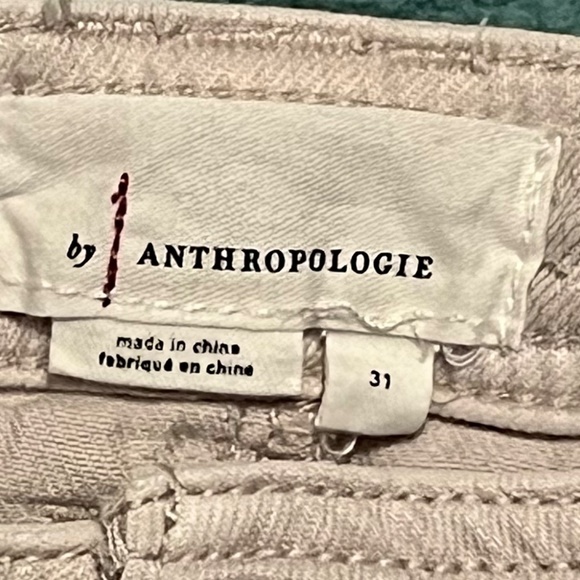 by ANTHROPOLOGIE
made in china
fabriqué en chine
31